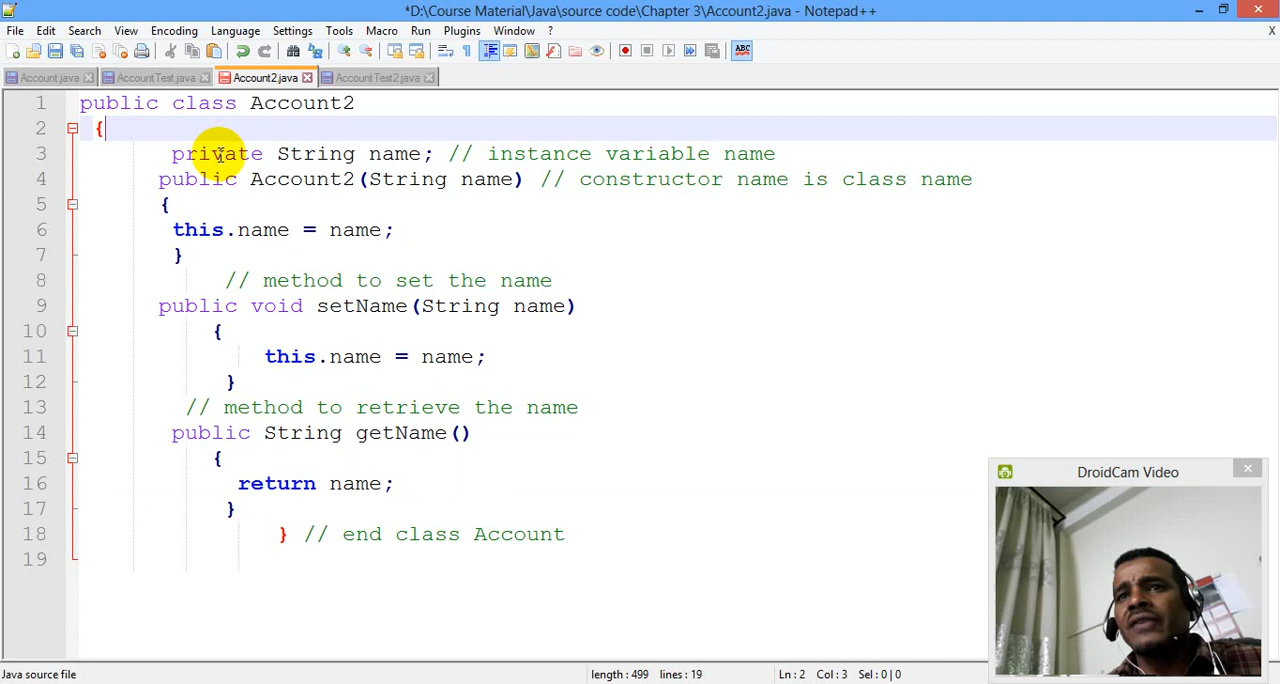 *D:\Course Material\Java\source code\Chapter 3\Account2.java - Notepad++
File Edit Search View Encoding Language Settings Tools Macro Run Plugins Window ? X
ABC
Account.java AccountTest.java Account2.java AccountTest2.java
1 public class Account2
2 {
3 private String name; // instance variable name
4 public Account2(String name) // constructor name is class name
5 {
6 this.name = name;
7 }
8 // method to set the name
9 public void setName(String name)
10 {
11 this.name = name;
12 }
13 // method to retrieve the name
14 public String getName()
15 {
16 return name;
17 }
18 } // end class Account
19
DroidCam Video
Java source file length : 499 lines : 19 Ln : 2 Col : 3 Sel : 0 | 0